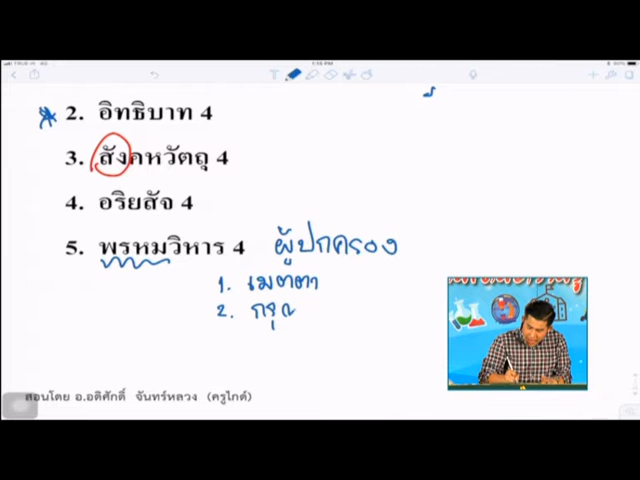 1:16 PM
2. อิทธิบาท 4
3. สังคหวัตถุ 4
4. อริยสัจ 4
5. พรหมวิหาร 4 ผู้ปกครอง
1. เมตตา
2. กรุณ
สอนโดย อ.อดิศักดิ์ จันทร์หลวง (ครูไกด์)